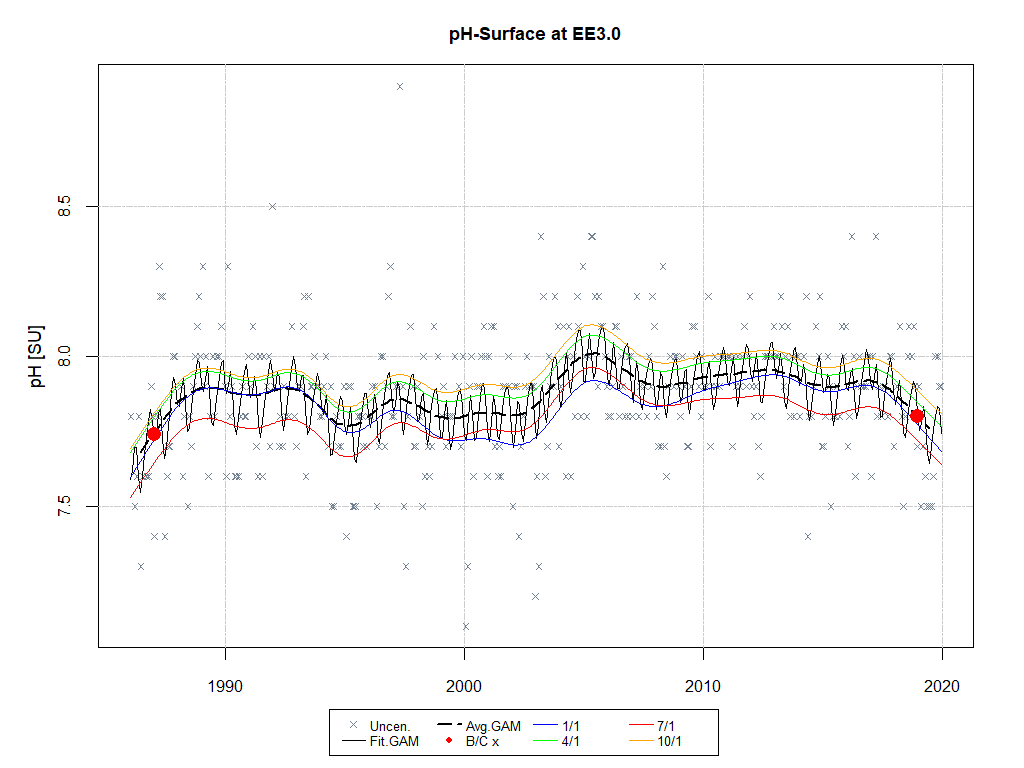 pH-Surface at EE3.0
pH [SU]
8.5
8.0
7.5
1990 2000 2010 2020
Uncen. Avg.GAM 1/1 7/1
Fit.GAM B/C x 4/1 10/1